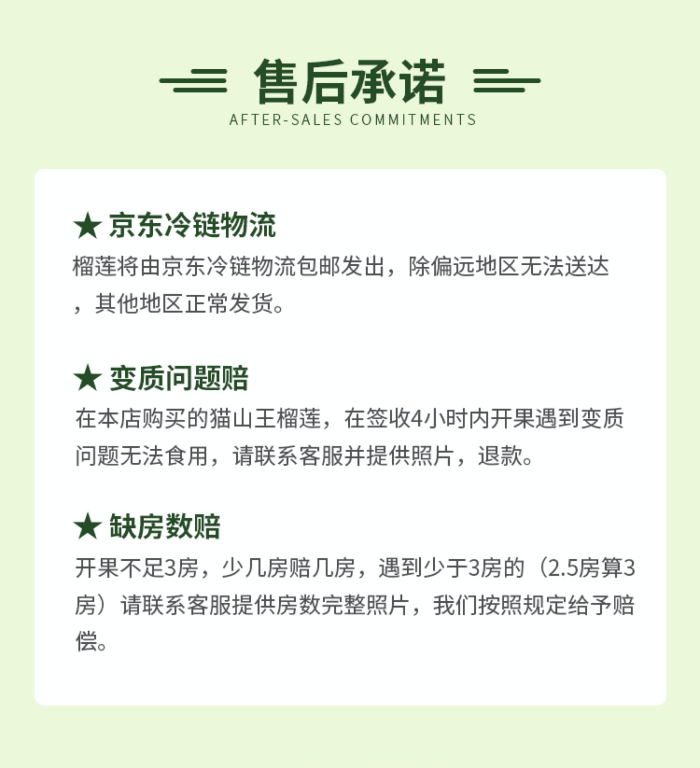 售后承诺
AFTER-SALES COMMITMENTS
★ 京东冷链物流
榴莲将由京东冷链物流包邮发出，除偏远地区无法送达
，其他地区正常发货。
★ 变质问题赔
在本店购买的猫山王榴莲，在签收4小时内开果遇到变质
问题无法食用，请联系客服并提供照片，退款。
★ 缺房数赔
开果不足3房，少几房赔几房，遇到少于3房的（2.5房算3
房）请联系客服提供房数完整照片，我们按照规定给予赔
偿。